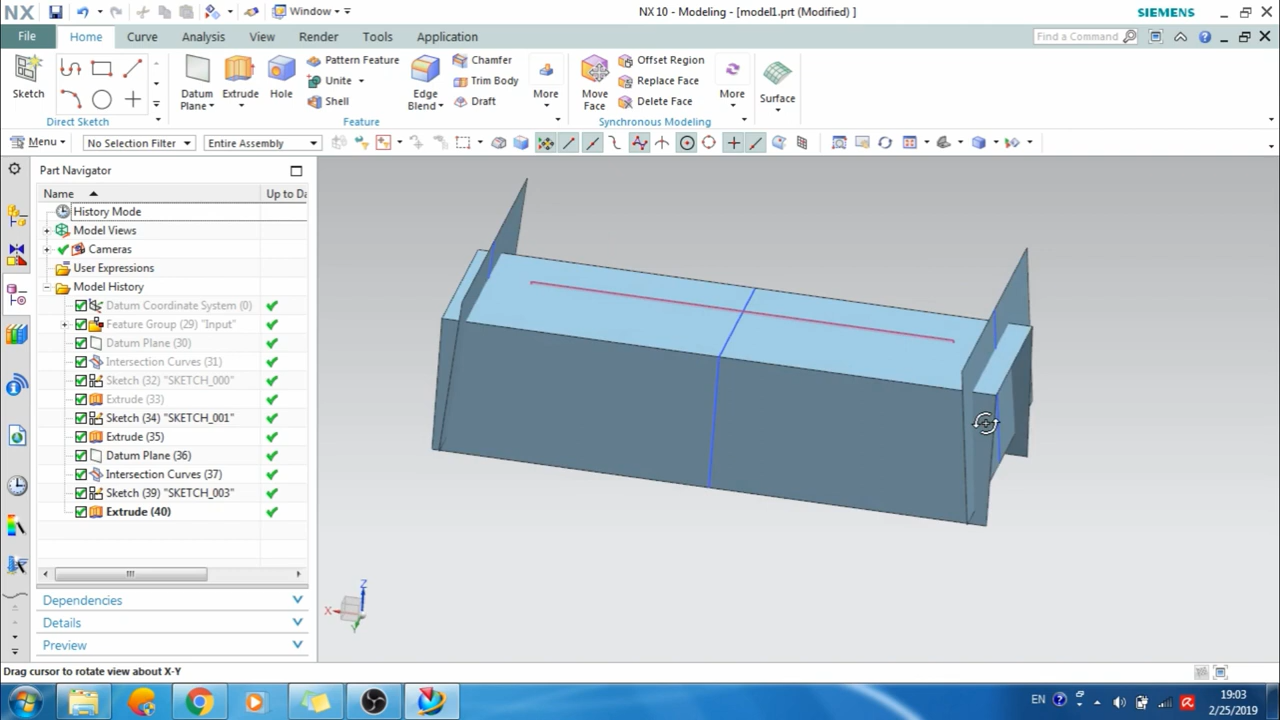 NX
Window
NX 10 - Modeling - [model1.prt (Modified) ]
SIEMENS
File
Home
Curve
Analysis
View
Render
Tools
Application
Find a Command
Sketch
Direct Sketch
Datum
Plane
Extrude
Hole
Pattern Feature
Unite
Shell
Edge
Blend
Chamfer
Trim Body
Draft
More
Feature
Move
Face
Offset Region
Replace Face
Delete Face
More
Synchronous Modeling
Surface
Menu
No Selection Filter
Entire Assembly
Part Navigator
Name
Up to Da
History Mode
Model Views
Cameras
User Expressions
Model History
Datum Coordinate System (0)
Feature Group (29) "Input"
Datum Plane (30)
Intersection Curves (31)
Sketch (32) "SKETCH_000"
Extrude (33)
Sketch (34) "SKETCH_001"
Extrude (35)
Datum Plane (36)
Intersection Curves (37)
Sketch (39) "SKETCH_003"
Extrude (40)
Dependencies
Details
Preview
Z
X
Y
Drag cursor to rotate view about X-Y
EN
19:03
2/25/2019